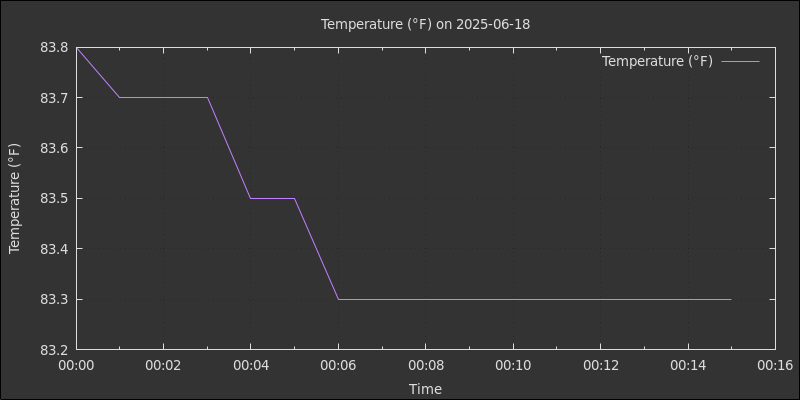 Temperature (°F) on 2025-06-18
Temperature (°F)
83.8
83.7
83.6
83.5
83.4
83.3
83.2
Temperature (°F)
00:00 00:02 00:04 00:06 00:08 00:10 00:12 00:14 00:16
Time